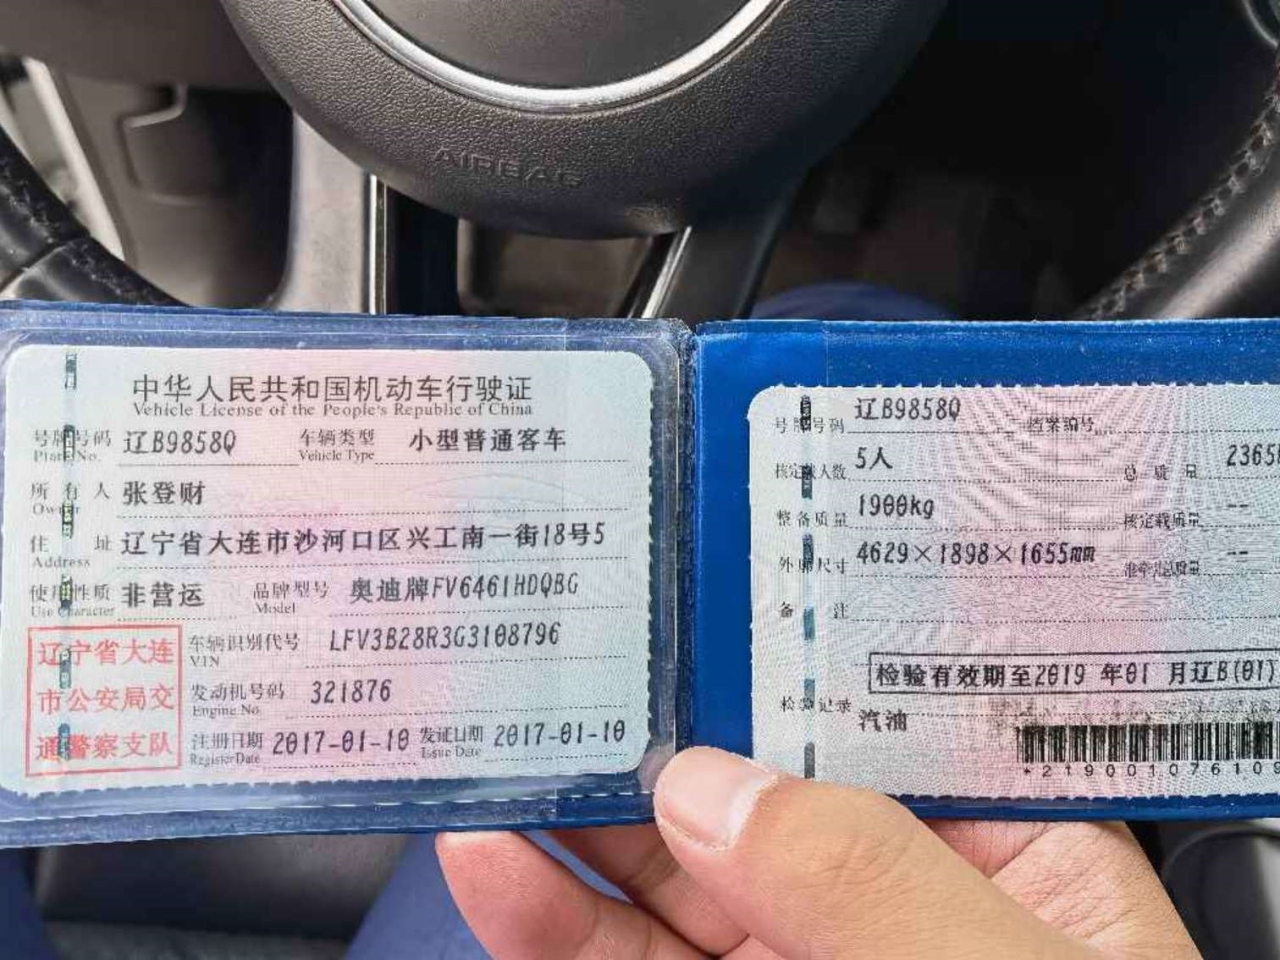 AIRBAG
中华人民共和国机动车行驶证
Vehicle License of the People's Republic of China
号牌号码 辽B9858Q 车辆类型 小型普通客车
Plate No. Vehicle Type
所有人 张登财
Owner
住址 辽宁省大连市沙河口区兴工南一街18号5
Address
使用性质 非营运 品牌型号 奥迪牌FV6461HDQBG
Use Character Model
辽宁省大连
市公安局交
通警察支队
车辆识别代号 LFV3B28R3G3108796
VIN
发动机号码 321876
Engine No.
注册日期 2017-01-10 发证日期 2017-01-10
Register Date Issue Date
号牌号码 辽B9858Q 档案编号
核定载人数 5人 总质量 2365
整备质量 1900kg 核定载质量 --
外廓尺寸 4629×1898×1655mm 准牵引总质量 --
备注
检验有效期至2019 年01 月辽B(01)
检验记录
汽油
*219001076109